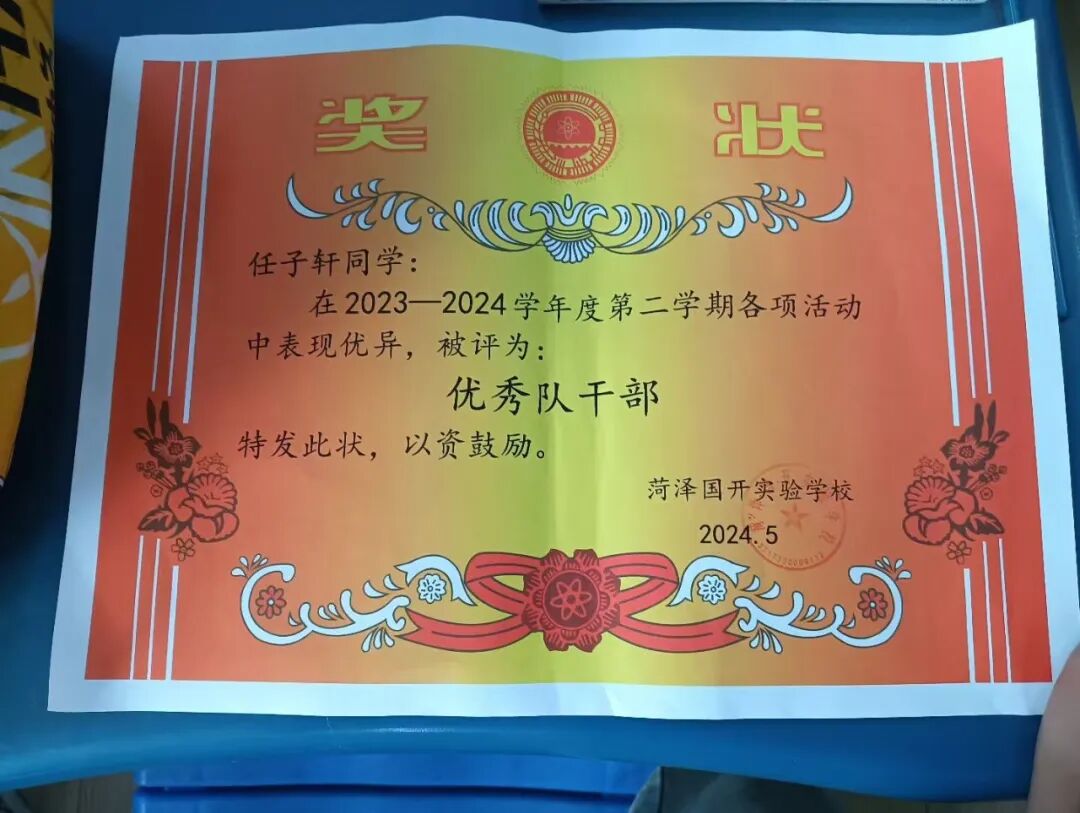 奖 状
任子轩同学：
在2023—2024学年度第二学期各项活动
中表现优异，被评为：
优秀队干部
特发此状，以资鼓励。
菏泽国开实验学校
2024.5